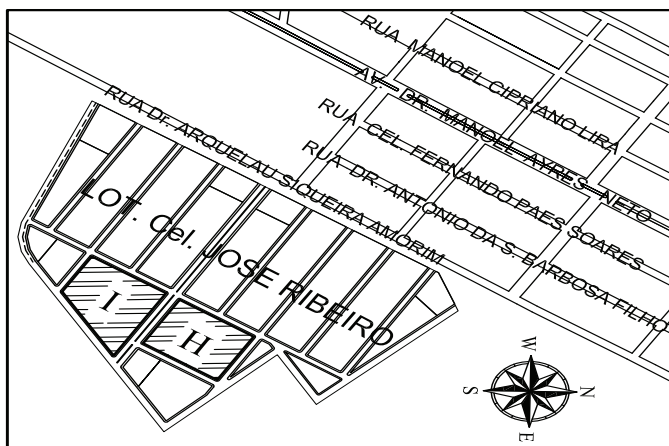 RUA MANOEL CIPRIANO LIRA
AV. DR. MANOEL AYRES NETO
RUA CEL. FERNANDO PAES SOARES
RUA DR. ANTONIO DA S. BARBOSA FILHO
RUA Dr. ARQUELAU SIQUEIRA AMORIM
LOT. Cel. JOSE RIBEIRO
I
H
W
S
N
E